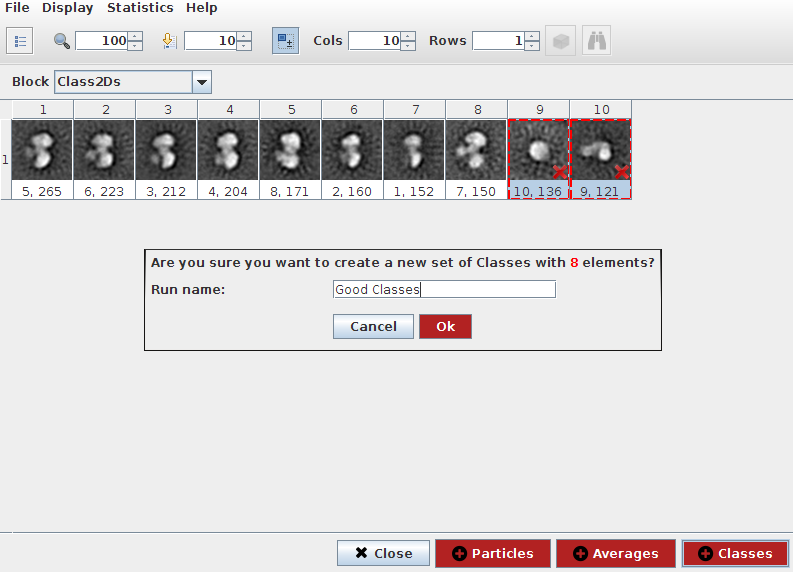 File Display Statistics Help
100 10 Cols 10 Rows 1
Block Class2Ds
1 2 3 4 5 6 7 8 9 10
1
5, 265 6, 223 3, 212 4, 204 8, 171 2, 160 1, 152 7, 150 10, 136 9, 121
Are you sure you want to create a new set of Classes with 8 elements?
Run name: Good Classes
Cancel Ok
Close Particles Averages Classes